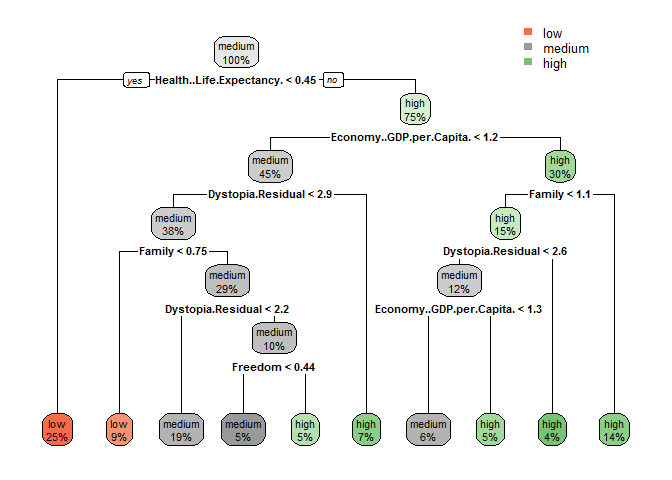 low
medium
high
medium
100%
yes
Health..Life.Expectancy. < 0.45
no
high
75%
Economy..GDP.per.Capita. < 1.2
medium
45%
high
30%
Dystopia.Residual < 2.9
Family < 1.1
medium
38%
high
15%
Family < 0.75
Dystopia.Residual < 2.6
medium
29%
medium
12%
Dystopia.Residual < 2.2
Economy..GDP.per.Capita. < 1.3
medium
10%
Freedom < 0.44
low
25%
low
9%
medium
19%
medium
5%
high
5%
high
7%
medium
6%
high
5%
high
4%
high
14%